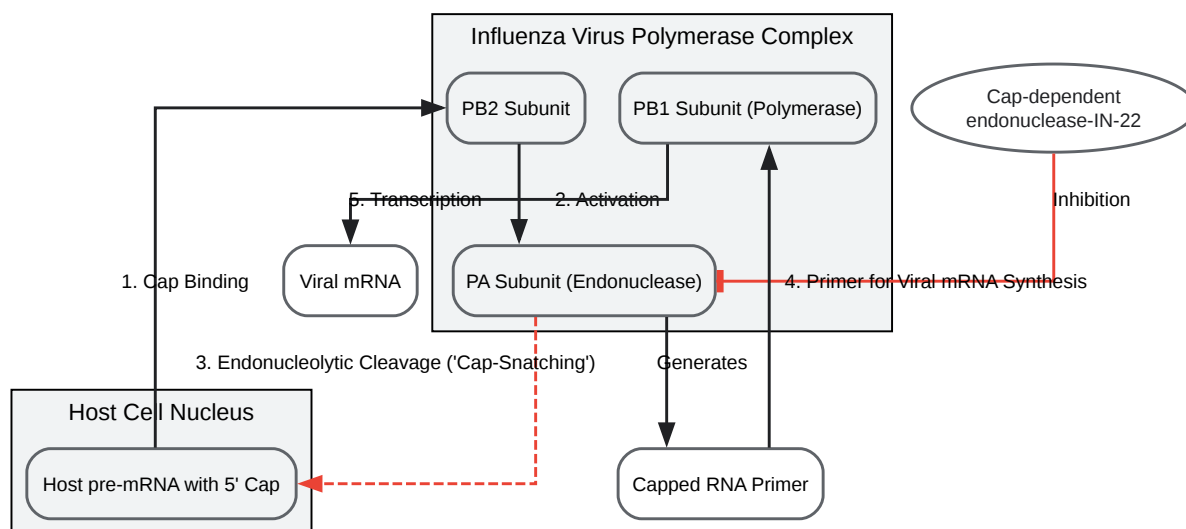 Influenza Virus Polymerase Complex
PB2 Subunit
PB1 Subunit (Polymerase)
Cap-dependent
endonuclease-IN-22
5. Transcription
2. Activation
Inhibition
1. Cap Binding
Viral mRNA
PA Subunit (Endonuclease)
4. Primer for Viral mRNA Synthesis
3. Endonucleolytic Cleavage ('Cap-Snatching')
Generates
Host Cell Nucleus
Host pre-mRNA with 5' Cap
Capped RNA Primer